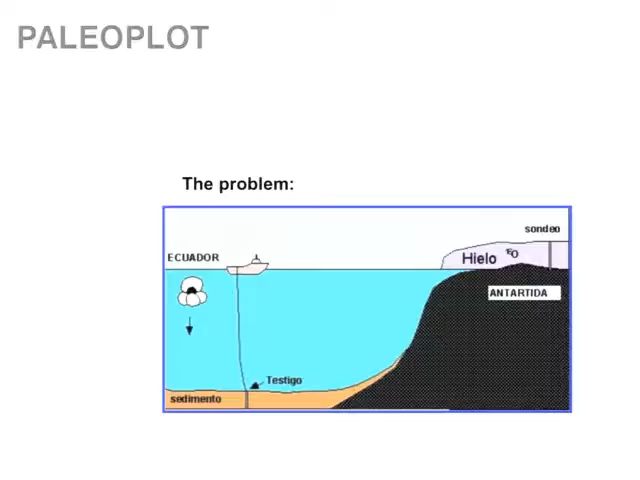 PALEOPLOT
The problem:
sondeo
ECUADOR
Hielo
ANTARTIDA
Testigo
sedimento